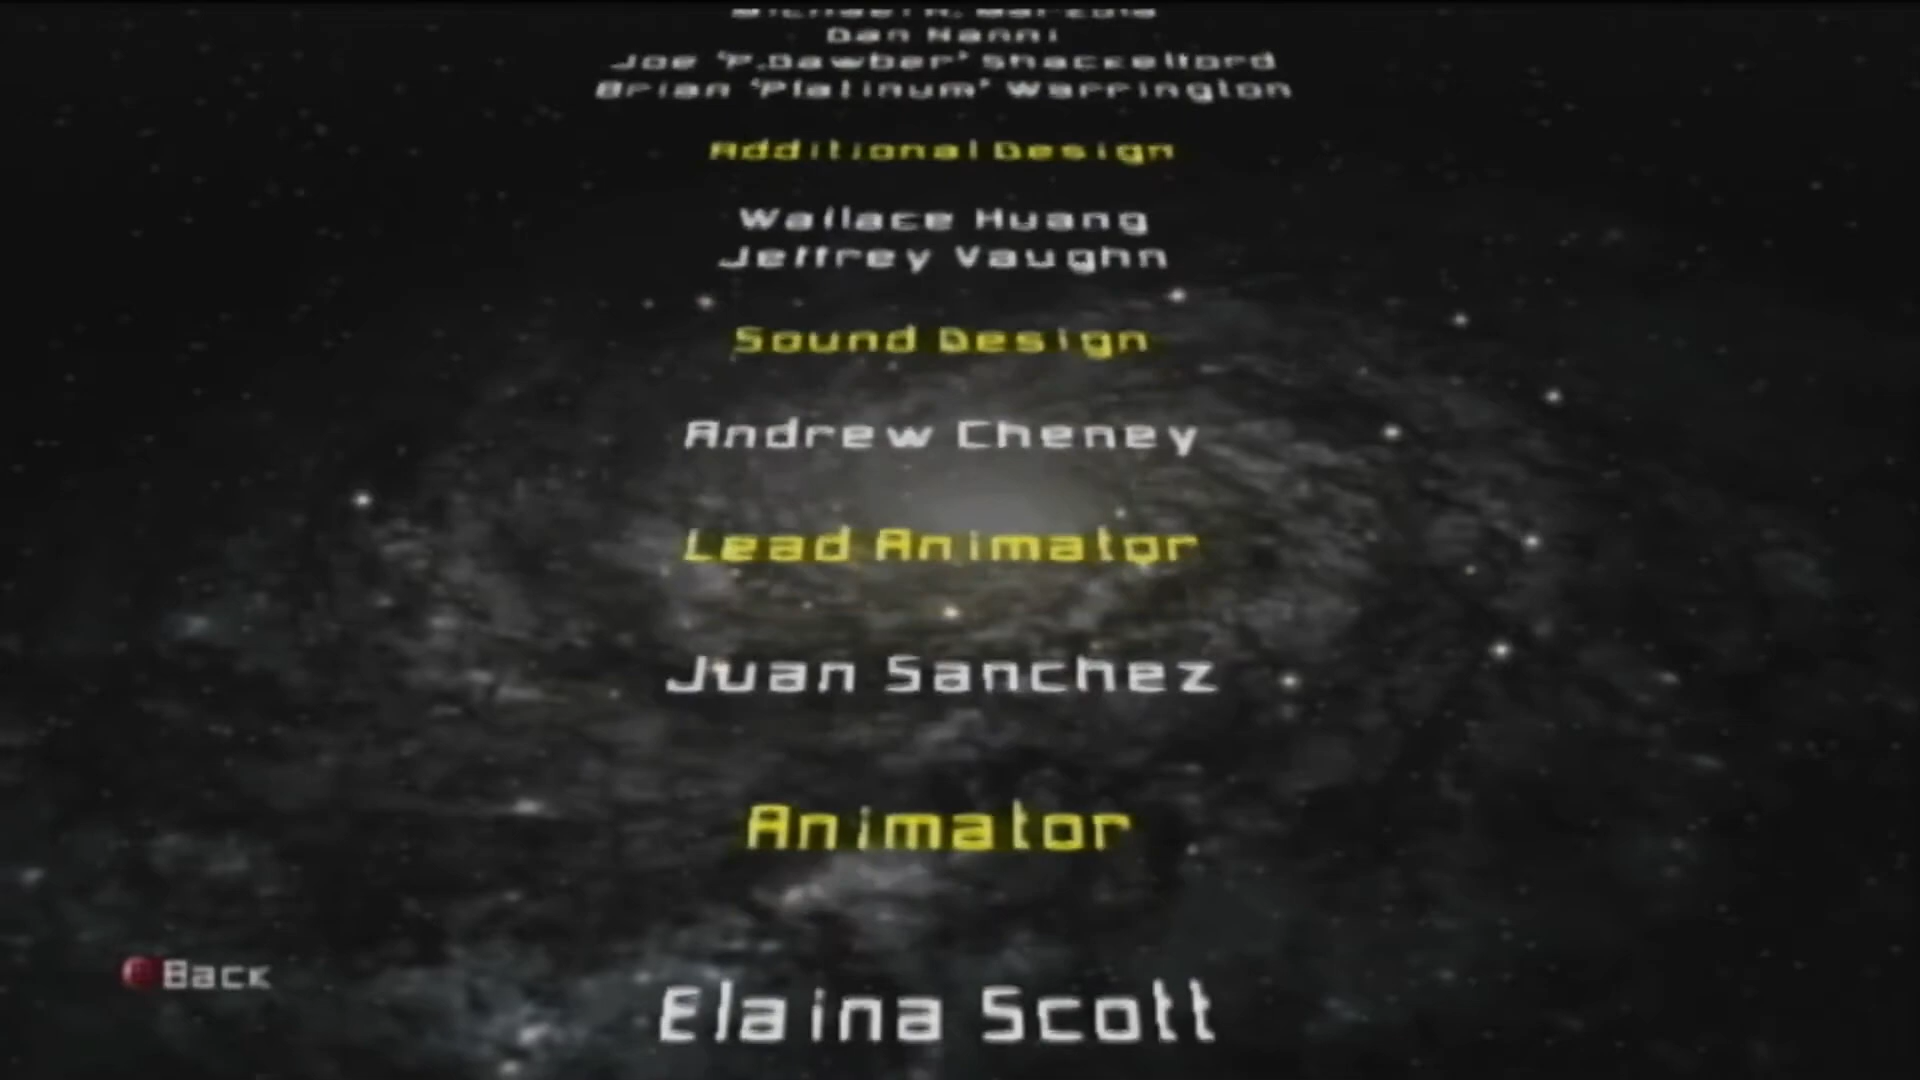 Dan Nanni
Joe 'P.Dawber' Shackelford
Brian 'Platinum' Warrington
Additional Design
Wallace Huang
Jeffrey Vaughn
Sound Design
Andrew Cheney
Lead Animator
Juan Sanchez
Animator
Elaina Scott
Back